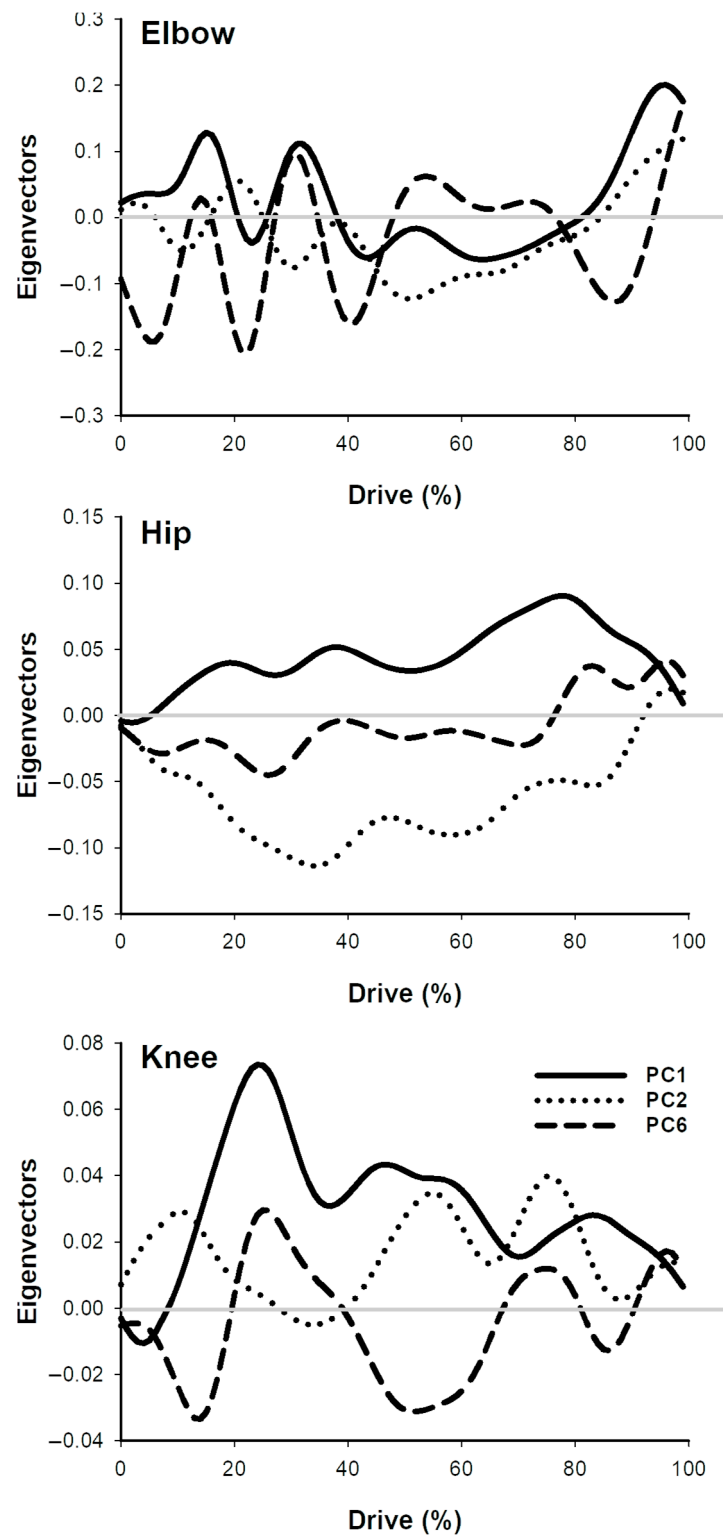 Elbow
Eigenvectors
0.3
0.2
0.1
0.0
–0.1
–0.2
–0.3
0 20 40 60 80 100
Drive (%)
Hip
Eigenvectors
0.15
0.10
0.05
0.00
–0.05
–0.10
–0.15
0 20 40 60 80 100
Drive (%)
Knee
PC1
PC2
PC6
Eigenvectors
0.08
0.06
0.04
0.02
0.00
–0.02
–0.04
0 20 40 60 80 100
Drive (%)